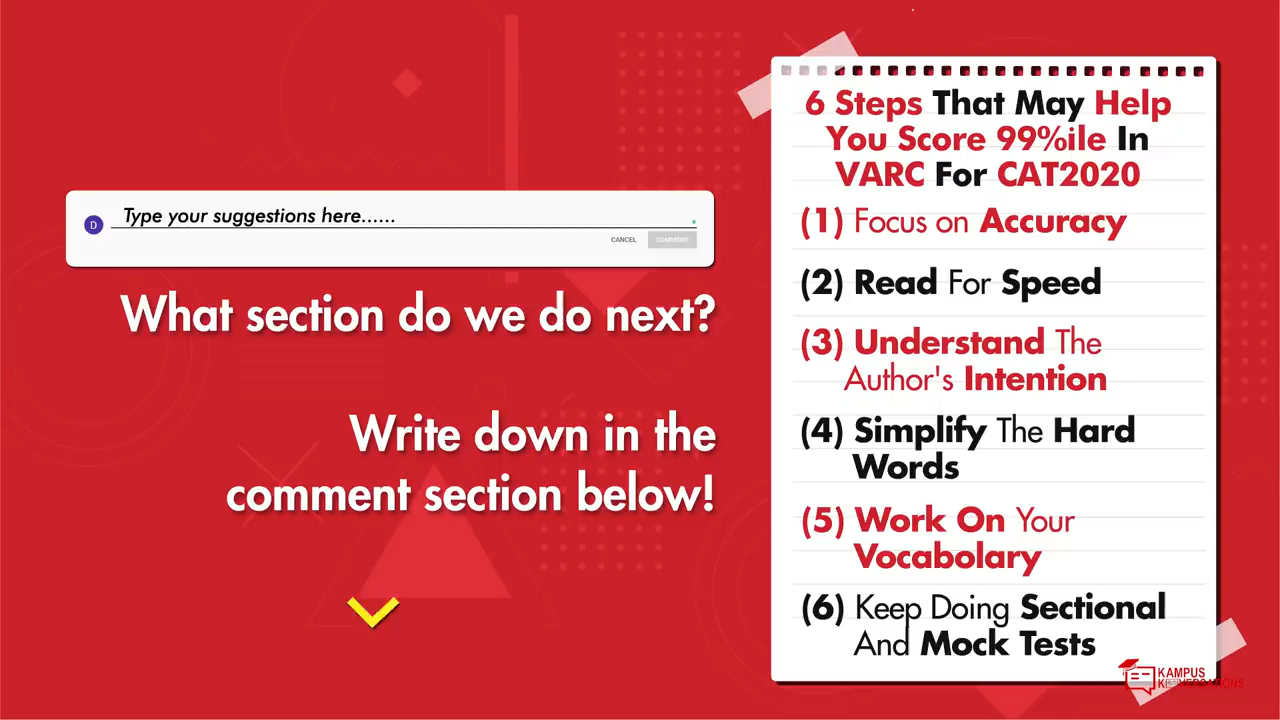 D
Type your suggestions here......
CANCEL
COMMENT
What section do we do next?
Write down in the
comment section below!
6 Steps That May Help
You Score 99%ile In
VARC For CAT2020
(1) Focus on Accuracy
(2) Read For Speed
(3) Understand The
Author's Intention
(4) Simplify The Hard
Words
(5) Work On Your
Vocabolary
(6) Keep Doing Sectional
And Mock Tests
KAMPUS